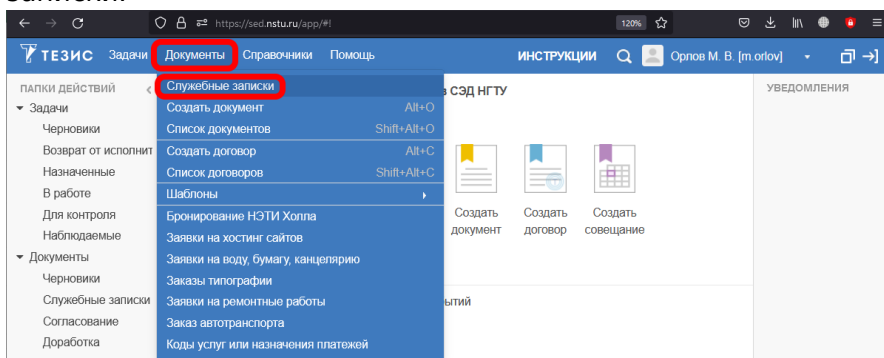 записки.
https://sed.nstu.ru/app/#!
120%
ТЕЗИС Задачи Документы Справочники Помощь ИНСТРУКЦИИ Орлов М. В. [m.orlov]
ПАПКИ ДЕЙСТВИЙ
Задачи
Черновики
Возврат от исполнит
Назначенные
В работе
Для контроля
Наблюдаемые
Документы
Черновики
Служебные записки
Согласование
Доработка
Служебные записки
Создать документ Alt+O
Список документов Shift+Alt+O
Создать договор Alt+C
Список договоров Shift+Alt+C
Шаблоны
Бронирование НЭТИ Холла
Заявки на хостинг сайтов
Заявки на воду, бумагу, канцелярию
Заказы типографии
Заявки на ремонтные работы
Заказ автотранспорта
Коды услуг или назначения платежей
в СЭД НГТУ
Создать документ
Создать договор
Создать совещание
ытий
УВЕДОМЛЕНИЯ